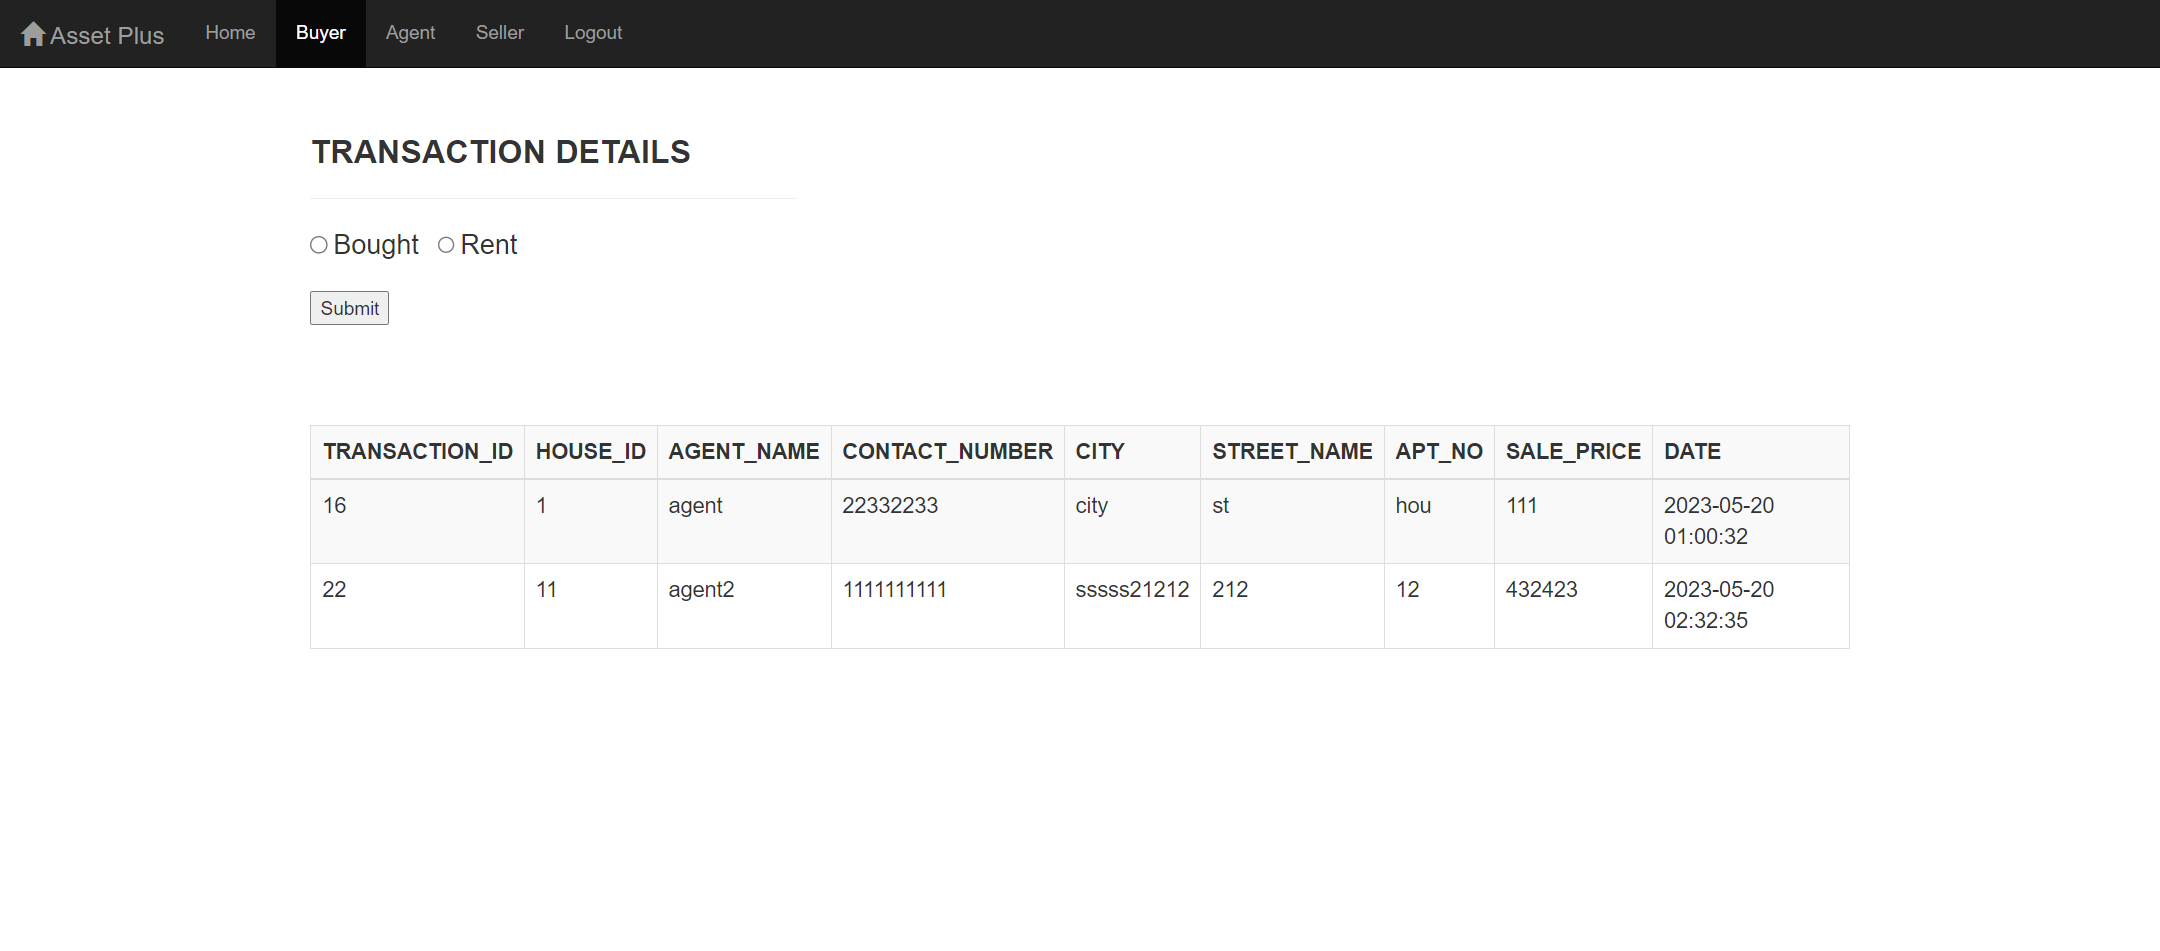 Asset Plus Home Buyer Agent Seller Logout
TRANSACTION DETAILS
Bought Rent
Submit
TRANSACTION_ID HOUSE_ID AGENT_NAME CONTACT_NUMBER CITY STREET_NAME APT_NO SALE_PRICE DATE
16 1 agent 22332233 city st hou 111 2023-05-20
01:00:32
22 11 agent2 1111111111 sssss21212 212 12 432423 2023-05-20
02:32:35